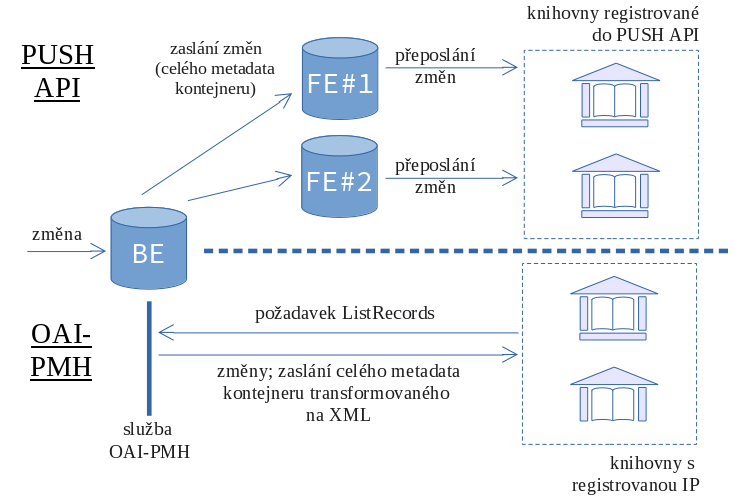 PUSH
API
zaslání změn
(celého metadata
kontejneru)
FE#1
přeposlání
změn
knihovny registrované
do PUSH API
FE#2
přeposlání
změn
změna
BE
OAI-
PMH
požadavek ListRecords
změny; zaslání celého metadata
kontejneru transformovaného
na XML
služba
OAI-PMH
knihovny s
registrovanou IP